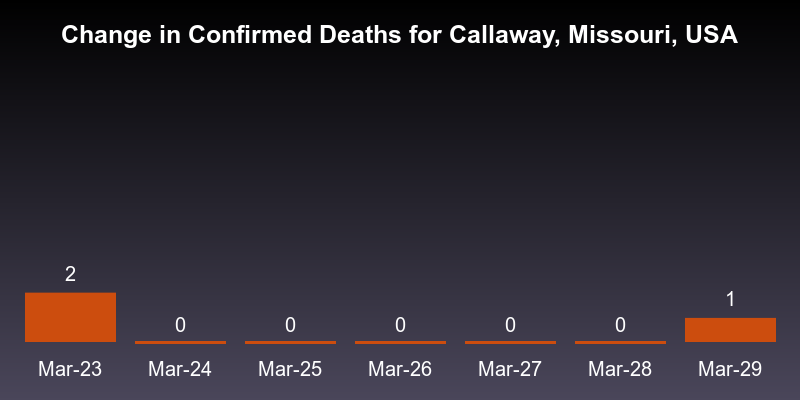 Change in Confirmed Deaths for Callaway, Missouri, USA
2
0
0
0
0
0
1
Mar-23
Mar-24
Mar-25
Mar-26
Mar-27
Mar-28
Mar-29